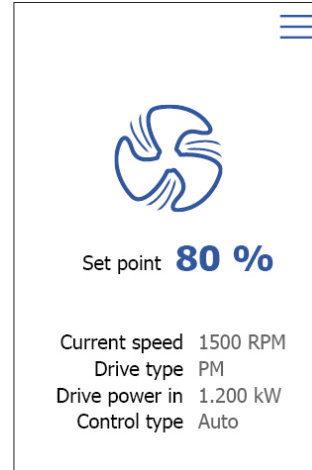 Set point 80 %
Current speed 1500 RPM
Drive type PM
Drive power in 1.200 kW
Control type Auto